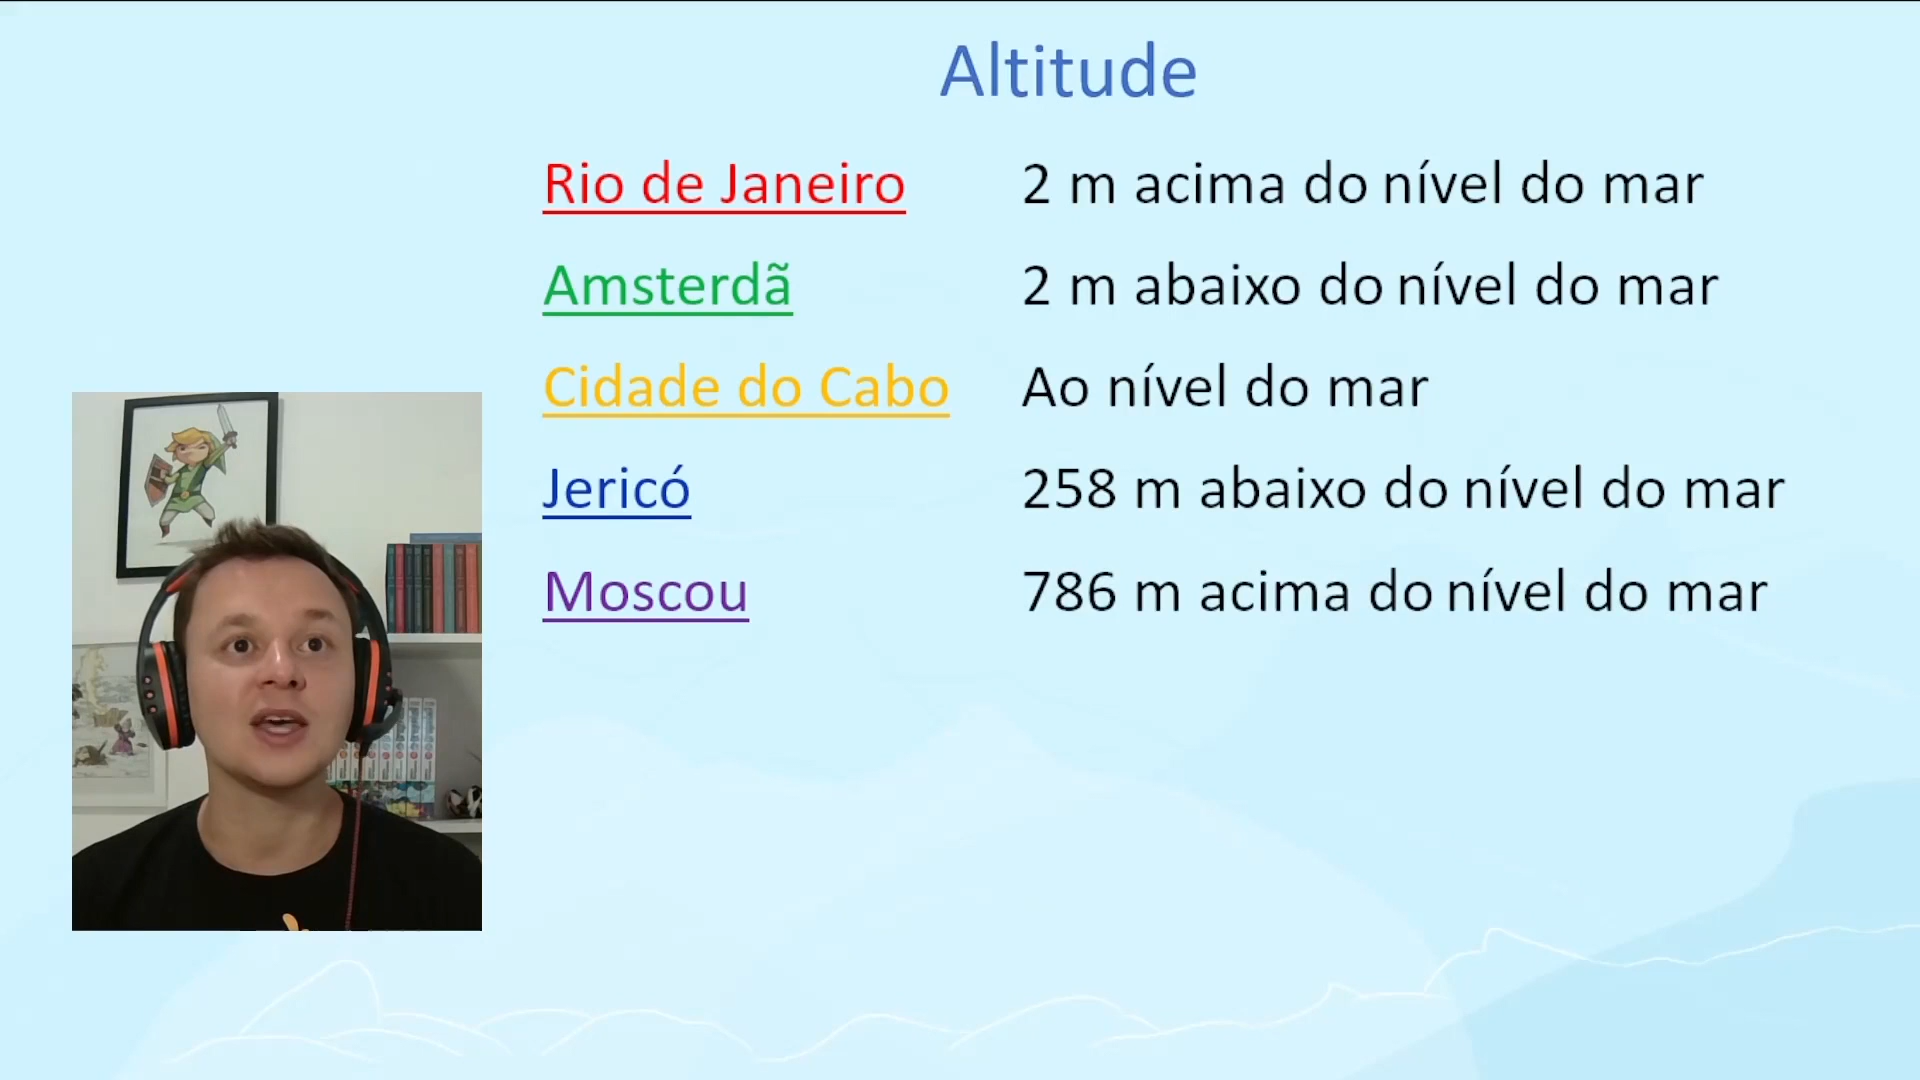 Altitude
Rio de Janeiro 2 m acima do nível do mar
Amsterdã 2 m abaixo do nível do mar
Cidade do Cabo Ao nível do mar
Jericó 258 m abaixo do nível do mar
Moscou 786 m acima do nível do mar